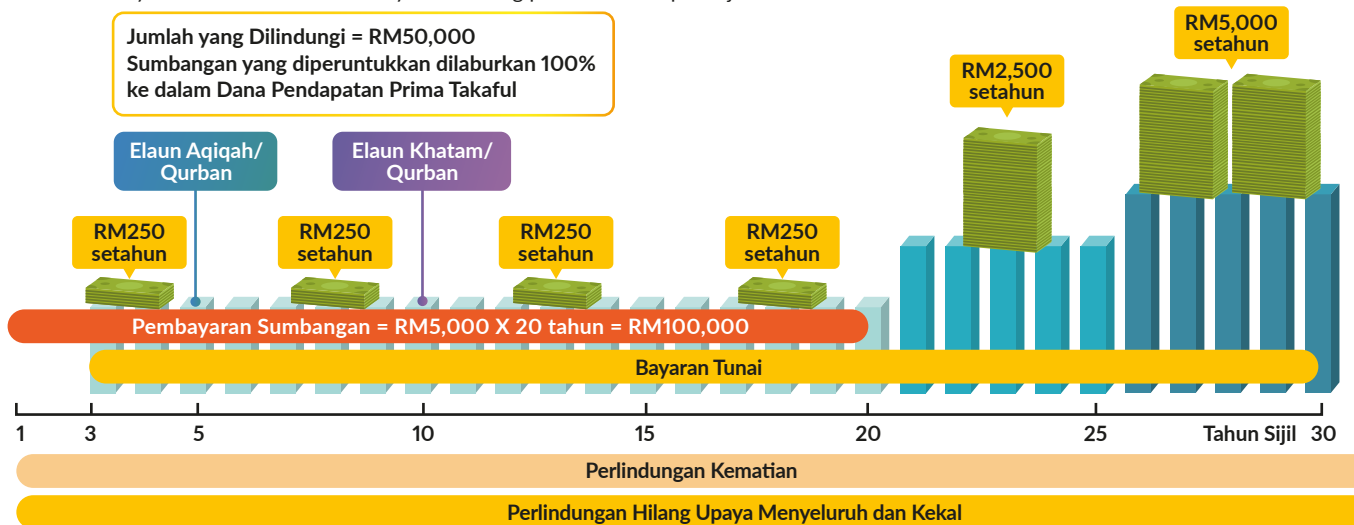 Jumlah yang Dilindungi = RM50,000
Sumbangan yang diperuntukkan dilaburkan 100%
ke dalam Dana Pendapatan Prima Takaful
RM5,000
setahun
RM2,500
setahun
Elaun Aqiqah/
Qurban
Elaun Khatam/
Qurban
RM250
setahun
RM250
setahun
RM250
setahun
RM250
setahun
Pembayaran Sumbangan = RM5,000 X 20 tahun = RM100,000
Bayaran Tunai
1 3 5 10 15 20 25 Tahun Sijil 30
Perlindungan Kematian
Perlindungan Hilang Upaya Menyeluruh dan Kekal